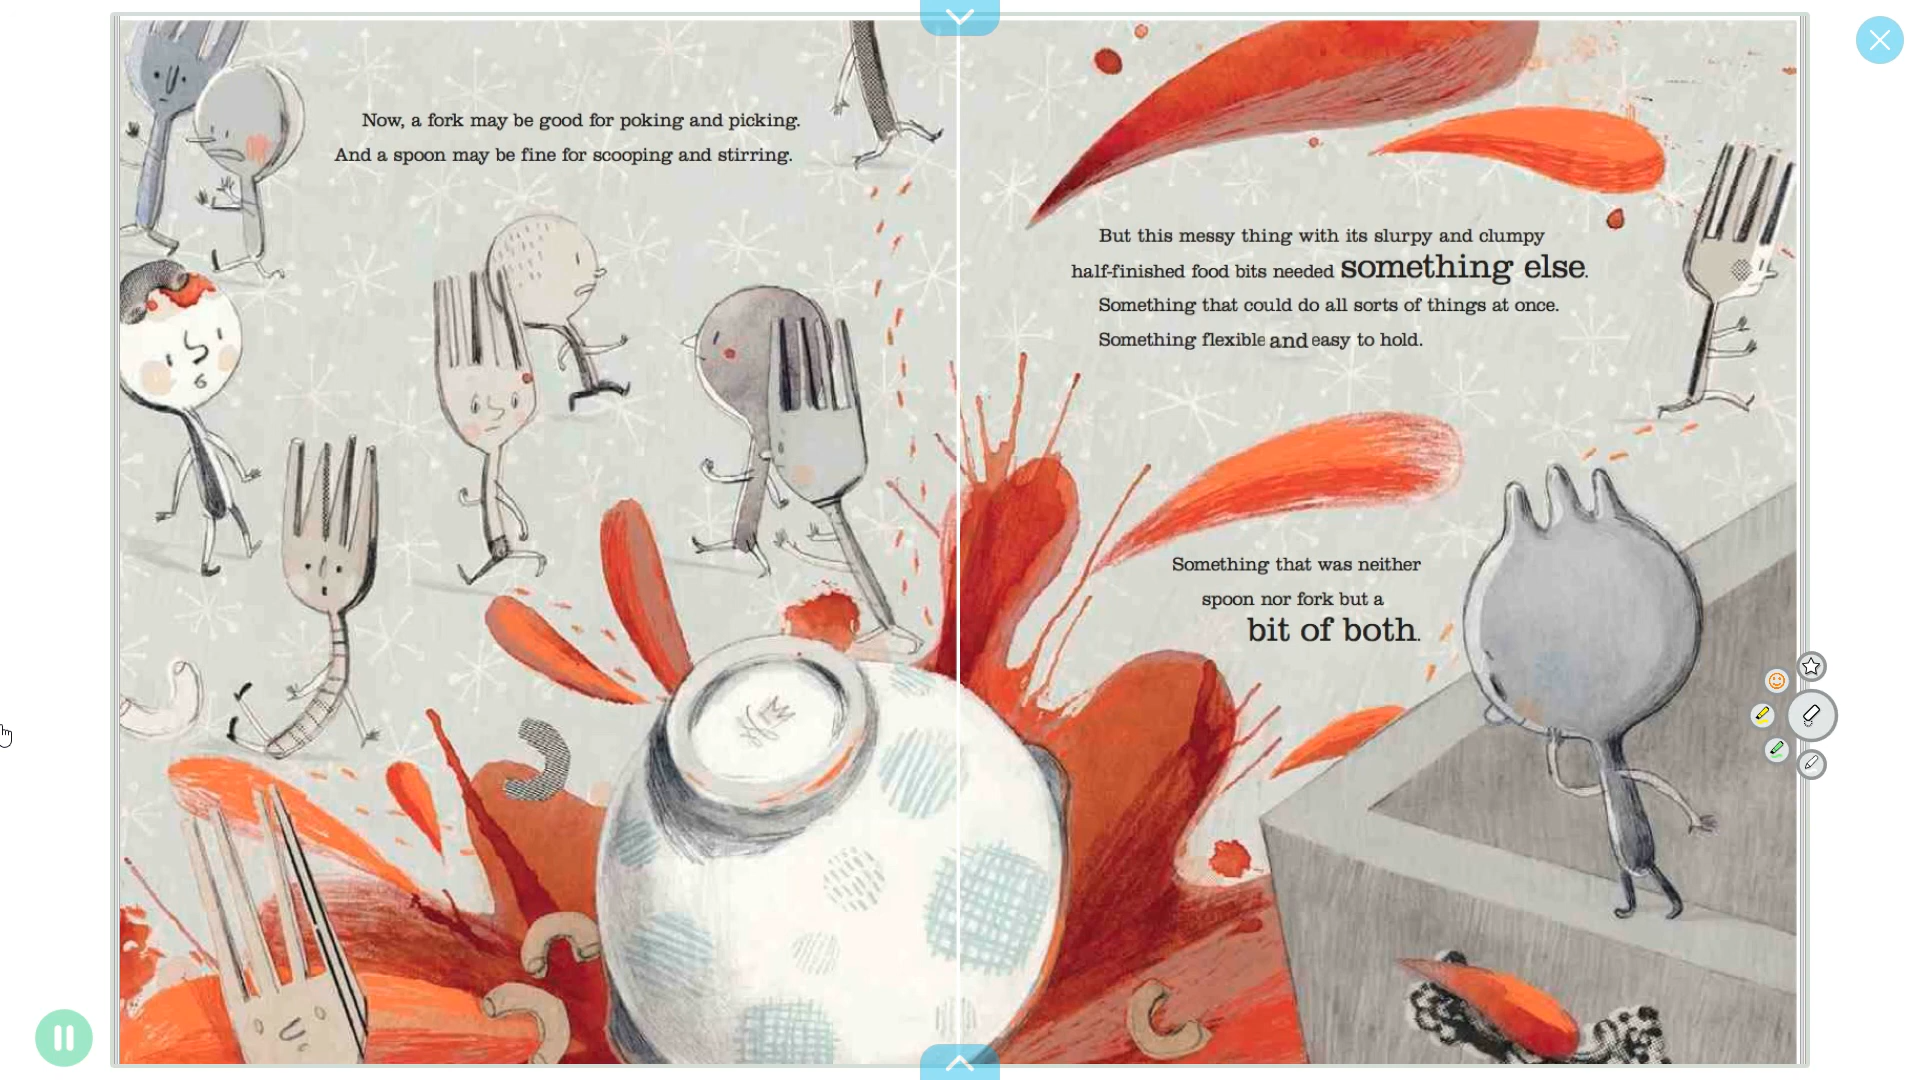 Now, a fork may be good for poking and picking.
And a spoon may be fine for scooping and stirring.
But this messy thing with its slurpy and clumpy
half-finished food bits needed something else.
Something that could do all sorts of things at once.
Something flexible and easy to hold.
Something that was neither
spoon nor fork but a
bit of both.